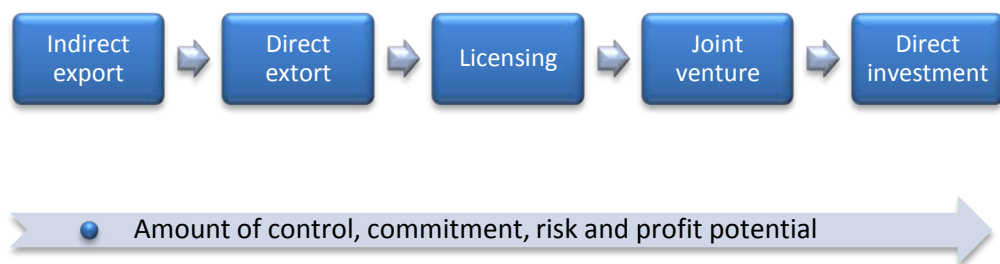 Indirect
export
Direct
extort
Licensing
Joint
venture
Direct
investment
Amount of control, commitment, risk and profit potential